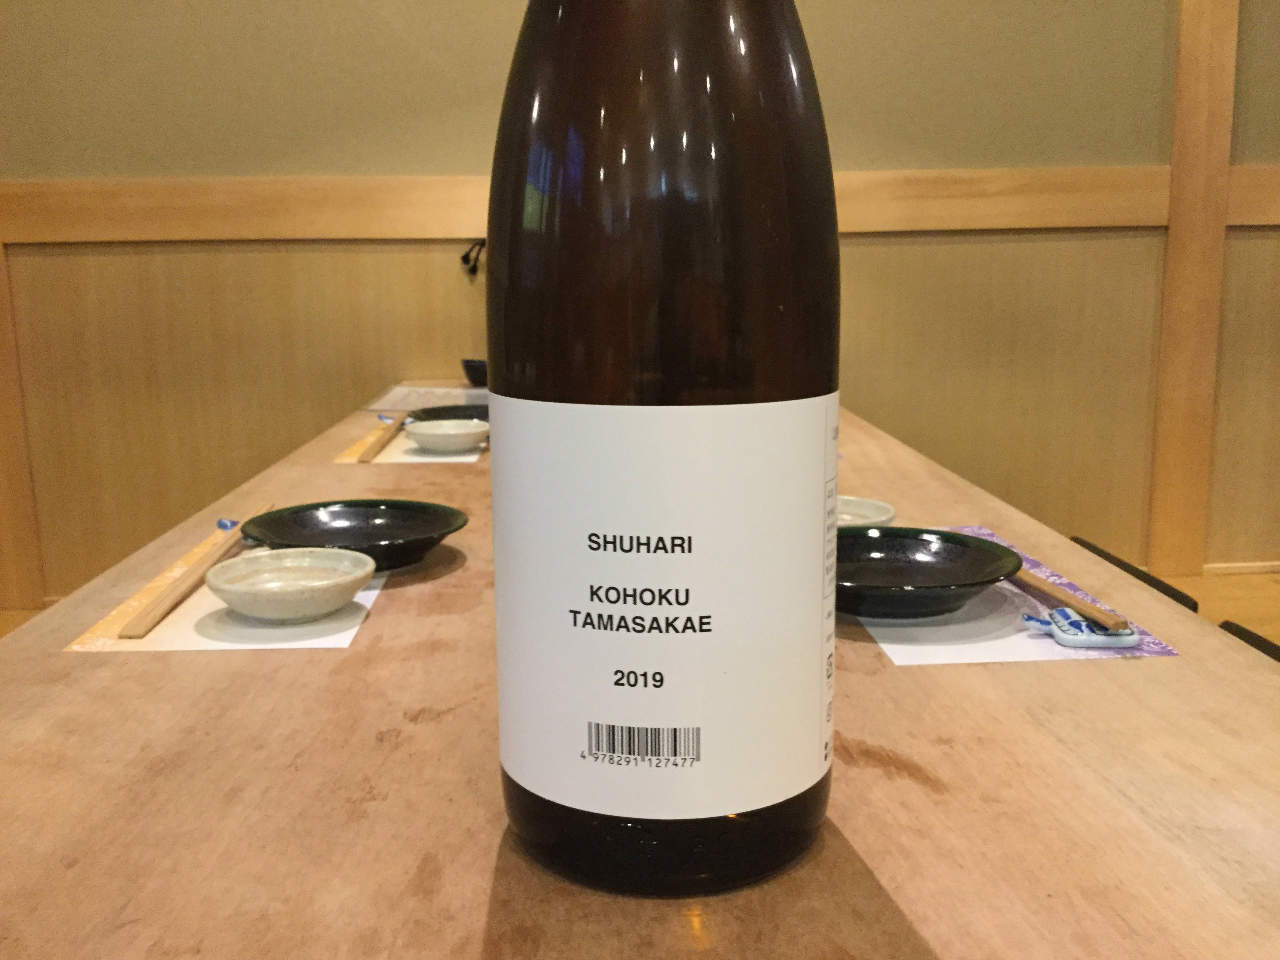 SHUHARI
KOHOKU
TAMASAKAE
2019
4 978291 127477